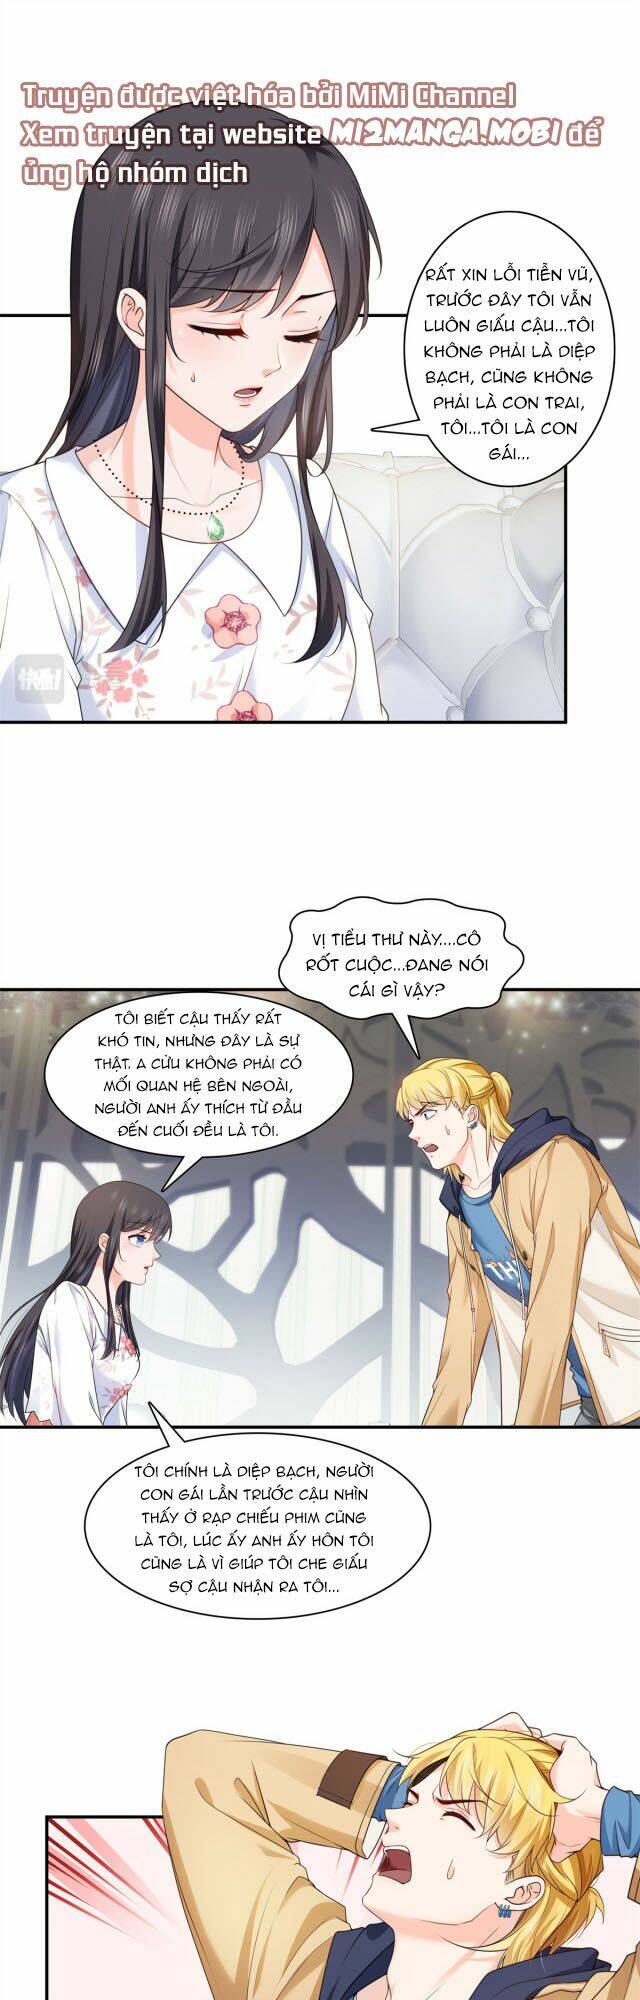 Truyện được việt hóa bởi MiMi Channel
Xem truyện tại website MI2MANGA.MOBI để
ủng hộ nhóm dịch
RẤT XIN LỖI TIỄN VŨ,
TRƯỚC ĐÂY TÔI VẪN
LUÔN GIẤU CẬU...TÔI
KHÔNG PHẢI LÀ DIỆP
BẠCH, CŨNG KHÔNG
PHẢI LÀ CON TRAI,
TÔI...TÔI LÀ CON
GÁI...
快看!
VỊ TIỂU THƯ NÀY....CÔ
RỐT CUỘC...ĐANG NÓI
CÁI GÌ VẬY?
TÔI BIẾT CẬU THẤY RẤT
KHÓ TIN, NHƯNG ĐÂY LÀ SỰ
THẬT. A CỬU KHÔNG PHẢI CÓ
MỐI QUAN HỆ BÊN NGOÀI,
NGƯỜI ANH ẤY THÍCH TỪ ĐẦU
ĐẾN CUỐI ĐỀU LÀ TÔI.
TÔI CHÍNH LÀ DIỆP BẠCH, NGƯỜI
CON GÁI LẦN TRƯỚC CẬU NHÌN
THẤY Ở RẠP CHIẾU PHIM CŨNG
LÀ TÔI, LÚC ẤY ANH ẤY HÔN TÔI
CŨNG LÀ VÌ GIÚP TÔI CHE GIẤU
SỢ CẬU NHẬN RA TÔI...